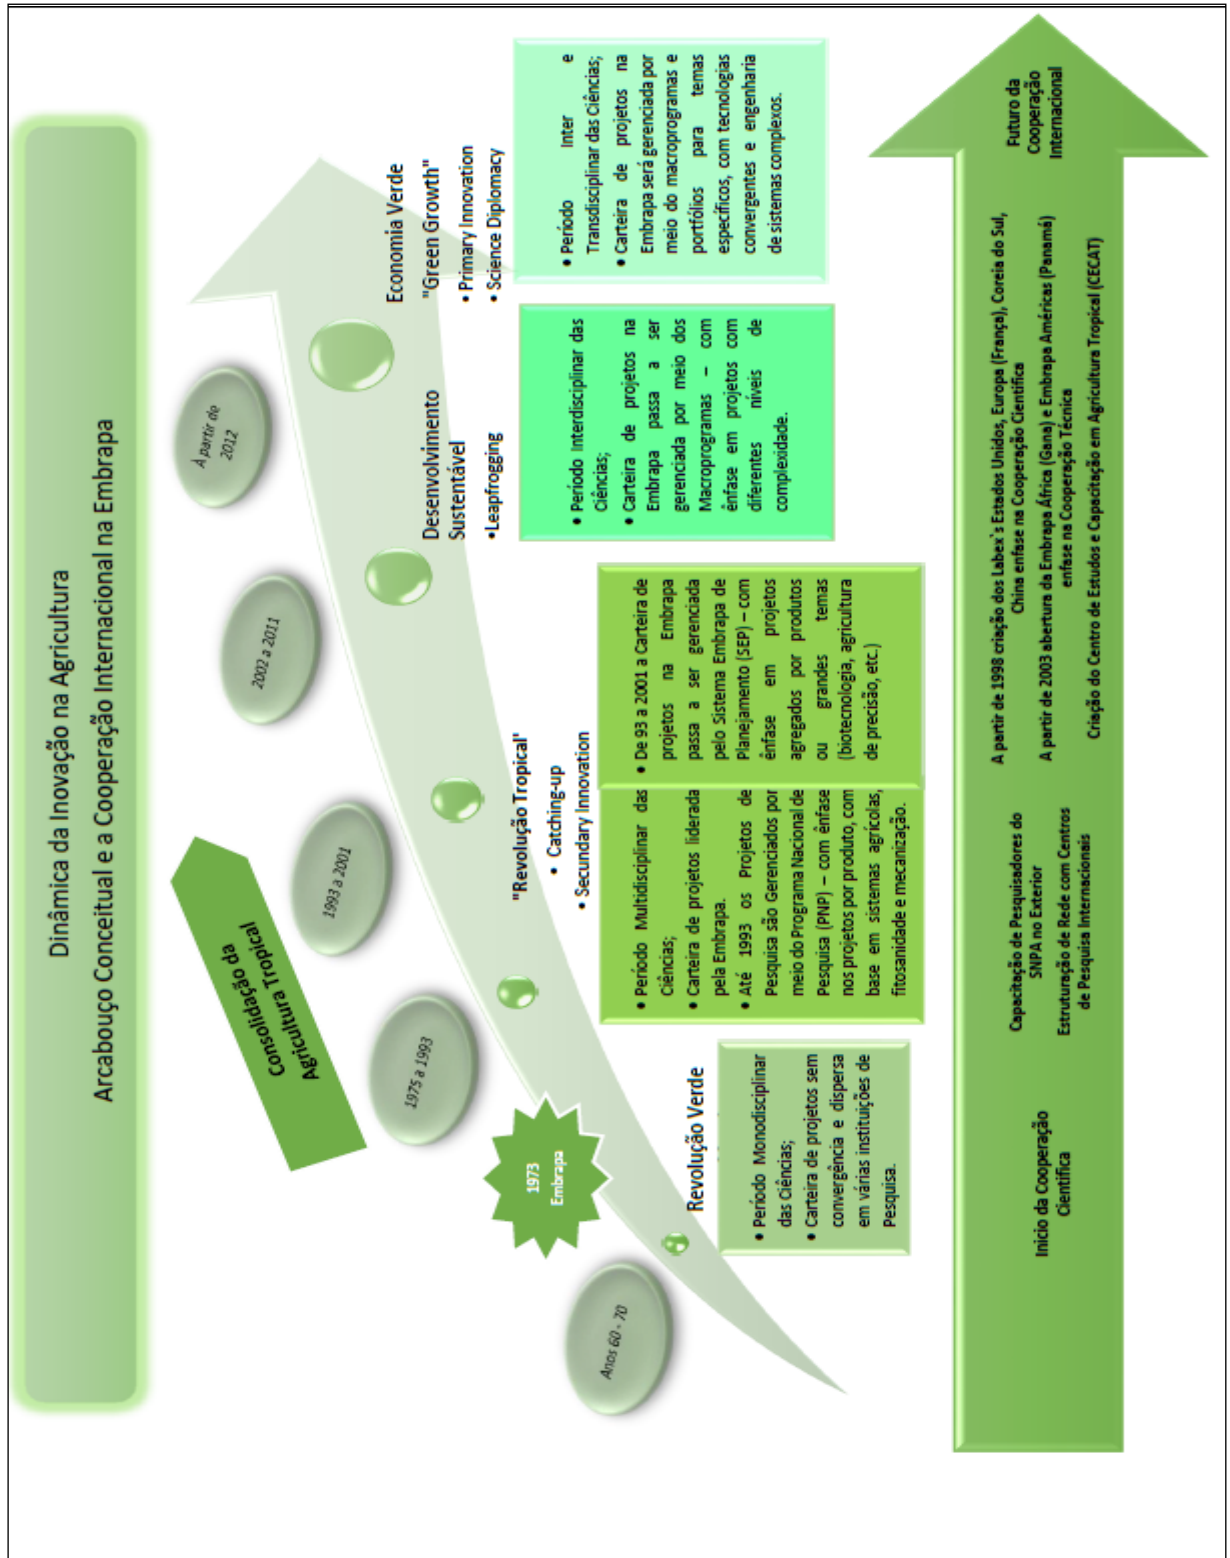 Dinâmica da Inovação na Agricultura
Arcabouço Conceitual e a Cooperação Internacional na Embrapa
Consolidação da
Agricultura Tropical
Anos 60 - 70
1973
Embrapa
1975 a 1993
1993 a 2001
2002 a 2011
À partir de
2012
Revolução Verde
• Período Monodisciplinar
das Ciências;
• Carteira de projetos sem
convergência e dispersa
em várias instituições de
Pesquisa.
"Revolução Tropical'
• Catching-up
• Secundary Innovation
• Período Multidisciplinar das
Ciências;
• Carteira de projetos liderada
pela Embrapa.
• Até 1993 os Projetos de
Pesquisa são Gerenciados por
meio do Programa Nacional de
Pesquisa (PNP) – com ênfase
nos projetos por produto, com
base em sistemas agrícolas,
fitosanidade e mecanização.
• De 93 a 2001 a Carteira de
projetos na Embrapa
passa a ser gerenciada
pelo Sistema Embrapa de
Planejamento (SEP) – com
ênfase em projetos
agregados por produtos
ou grandes temas
(biotecnologia, agricultura
de precisão, etc.)
Desenvolvimento
Sustentável
•Leapfrogging
• Período Interdisciplinar das
Ciências;
• Carteira de projetos na
Embrapa passa a ser
gerenciada por meio dos
Macroprogramas – com
ênfase em projetos com
diferentes níveis de
complexidade.
Economia Verde
"Green Growth"
• Primary Innovation
• Science Diplomacy
• Período Inter e
Transdisciplinar das Ciências;
• Carteira de projetos na
Embrapa será gerenciada por
meio do macroprogramas e
portfólios para temas
específicos, com tecnologias
convergentes e engenharia
de sistemas complexos.
Inicio da Cooperação
Científica
Capacitação de Pesquisadores do
SNPA no Exterior
Estruturação de Rede com Centros
de Pesquisa Internacionais
A partir de 1998 criação dos Labex`s Estados Unidos, Europa (França), Coreia do Sul,
China enfase na Cooperação Científica
A partir de 2003 abertura da Embrapa África (Gana) e Embrapa Américas (Panamá)
enfase na Cooperação Técnica
Criação do Centro de Estudos e Capacitação em Agricultura Tropical (CECAT)
Futuro da
Cooperação
Internacional